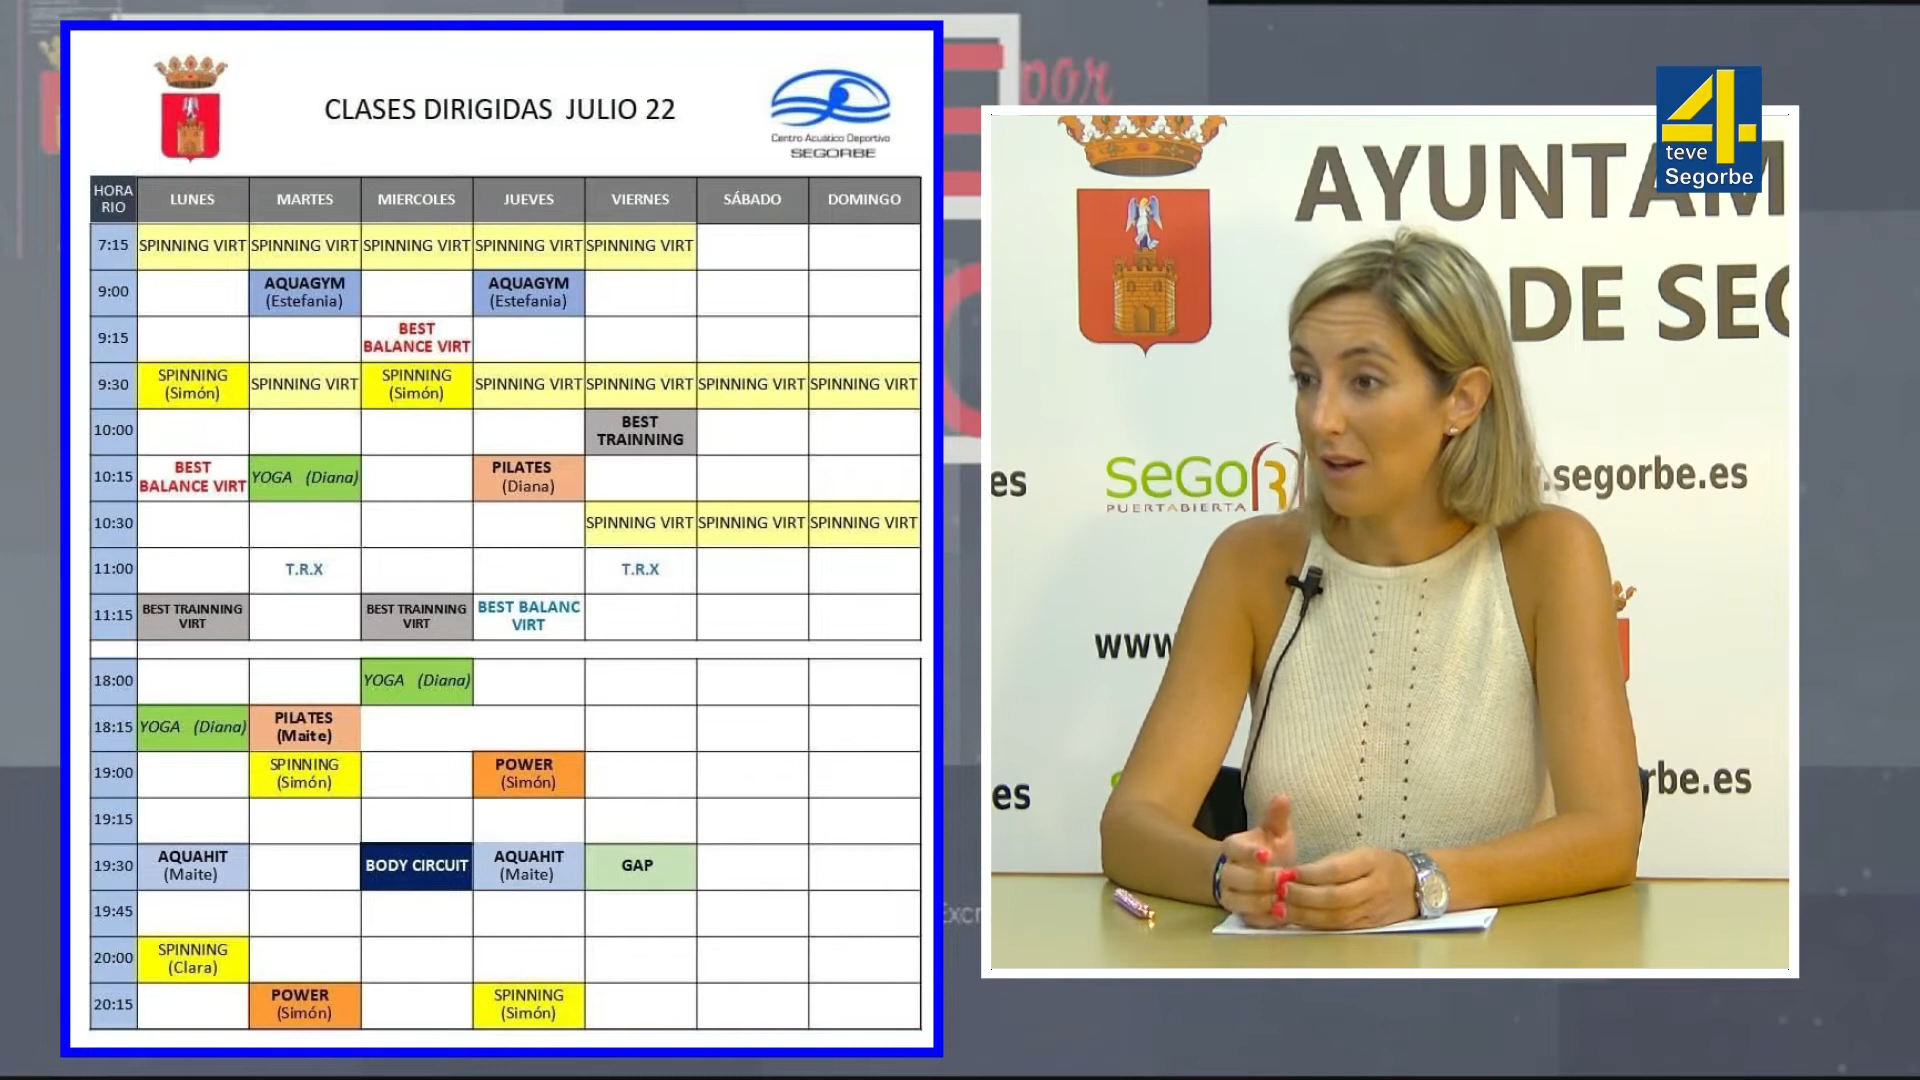 CLASES DIRIGIDAS JULIO 22
Centro Acuático Deportivo
SEGORBE
HORA
RIO
LUNES
MARTES
MIERCOLES
JUEVES
VIERNES
SÁBADO
DOMINGO
7:15
SPINNING VIRT
SPINNING VIRT
SPINNING VIRT
SPINNING VIRT
SPINNING VIRT
9:00
AQUAGYM
(Estefania)
AQUAGYM
(Estefania)
9:15
BEST
BALANCE VIRT
9:30
SPINNING
(Simón)
SPINNING VIRT
SPINNING
(Simón)
SPINNING VIRT
SPINNING VIRT
SPINNING VIRT
SPINNING VIRT
10:00
BEST
TRAINNING
10:15
BEST
BALANCE VIRT
YOGA (Diana)
PILATES
(Diana)
10:30
SPINNING VIRT
SPINNING VIRT
SPINNING VIRT
11:00
T.R.X
T.R.X
11:15
BEST TRAINNING
VIRT
BEST TRAINNING
VIRT
BEST BALANC
VIRT
18:00
YOGA (Diana)
18:15
YOGA (Diana)
PILATES
(Maite)
19:00
SPINNING
(Simón)
POWER
(Simón)
19:15
19:30
AQUAHIT
(Maite)
BODY CIRCUIT
AQUAHIT
(Maite)
GAP
19:45
20:00
SPINNING
(Clara)
20:15
POWER
(Simón)
SPINNING
(Simón)
por
4
teve
Segorbe
AYUNTAM
DE SEG
es
SeGoR
PUERTABIERTA
.segorbe.es
www
es
rbe.es